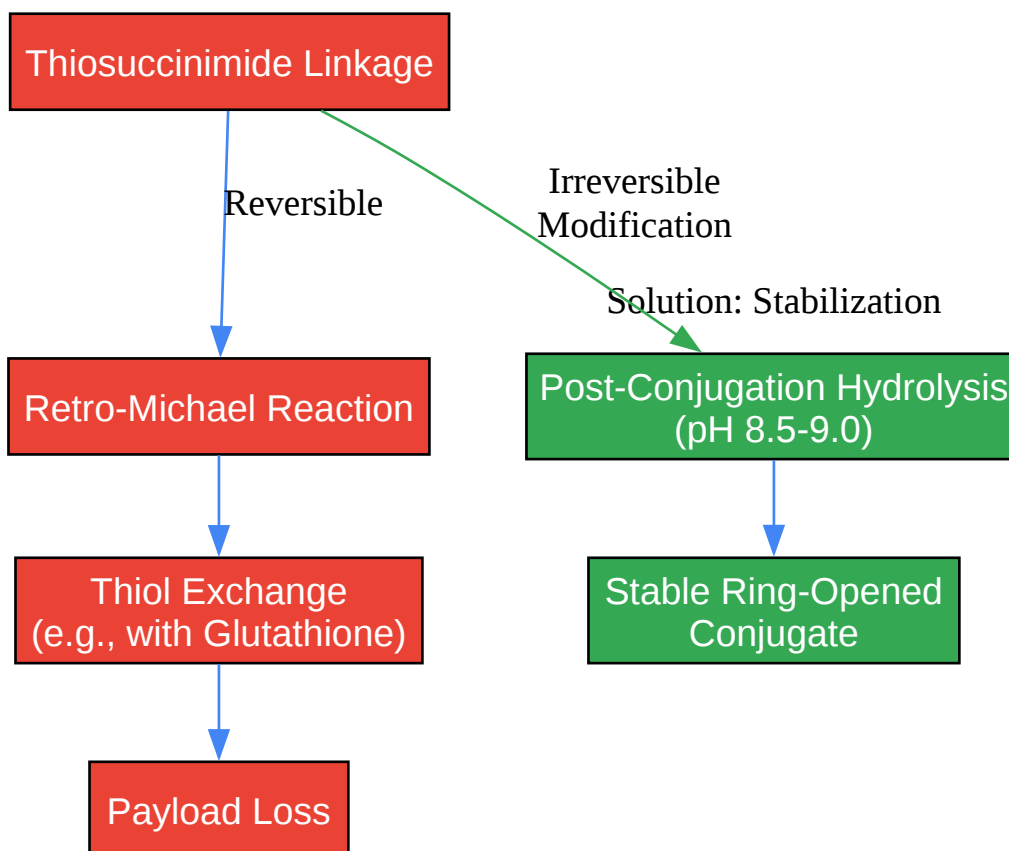 Thiosuccinimide Linkage
Reversible
Irreversible
Modification
Solution: Stabilization
Retro-Michael Reaction
Post-Conjugation Hydrolysis
(pH 8.5-9.0)
Thiol Exchange
(e.g., with Glutathione)
Stable Ring-Opened
Conjugate
Payload Loss